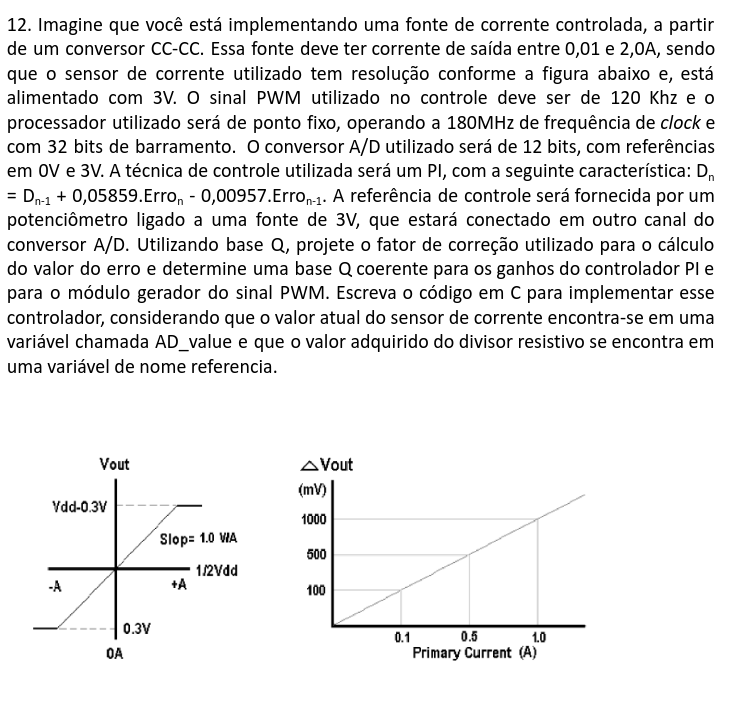 12. Imagine que você está implementando uma fonte de corrente controlada, a partir
de um conversor CC-CC. Essa fonte deve ter corrente de saída entre 0,01 e 2,0A, sendo
que o sensor de corrente utilizado tem resolução conforme a figura abaixo e, está
alimentado com 3V. O sinal PWM utilizado no controle deve ser de 120 Khz e o
processador utilizado será de ponto fixo, operando a 180MHz de frequência de clock e
com 32 bits de barramento. O conversor A/D utilizado será de 12 bits, com referências
em 0V e 3V. A técnica de controle utilizada será um PI, com a seguinte característica: Dn
= Dn-1 + 0,05859.Erron - 0,00957.Erron-1. A referência de controle será fornecida por um
potenciômetro ligado a uma fonte de 3V, que estará conectado em outro canal do
conversor A/D. Utilizando base Q, projete o fator de correção utilizado para o cálculo
do valor do erro e determine uma base Q coerente para os ganhos do controlador PI e
para o módulo gerador do sinal PWM. Escreva o código em C para implementar esse
controlador, considerando que o valor atual do sensor de corrente encontra-se em uma
variável chamada AD_value e que o valor adquirido do divisor resistivo se encontra em
uma variável de nome referencia.
Vout
Vdd-0.3V
Slop= 1.0 V/A
1/2Vdd
-A
+A
0.3V
0A
△Vout
(mV)
1000
500
100
0.1 0.5 1.0
Primary Current (A)